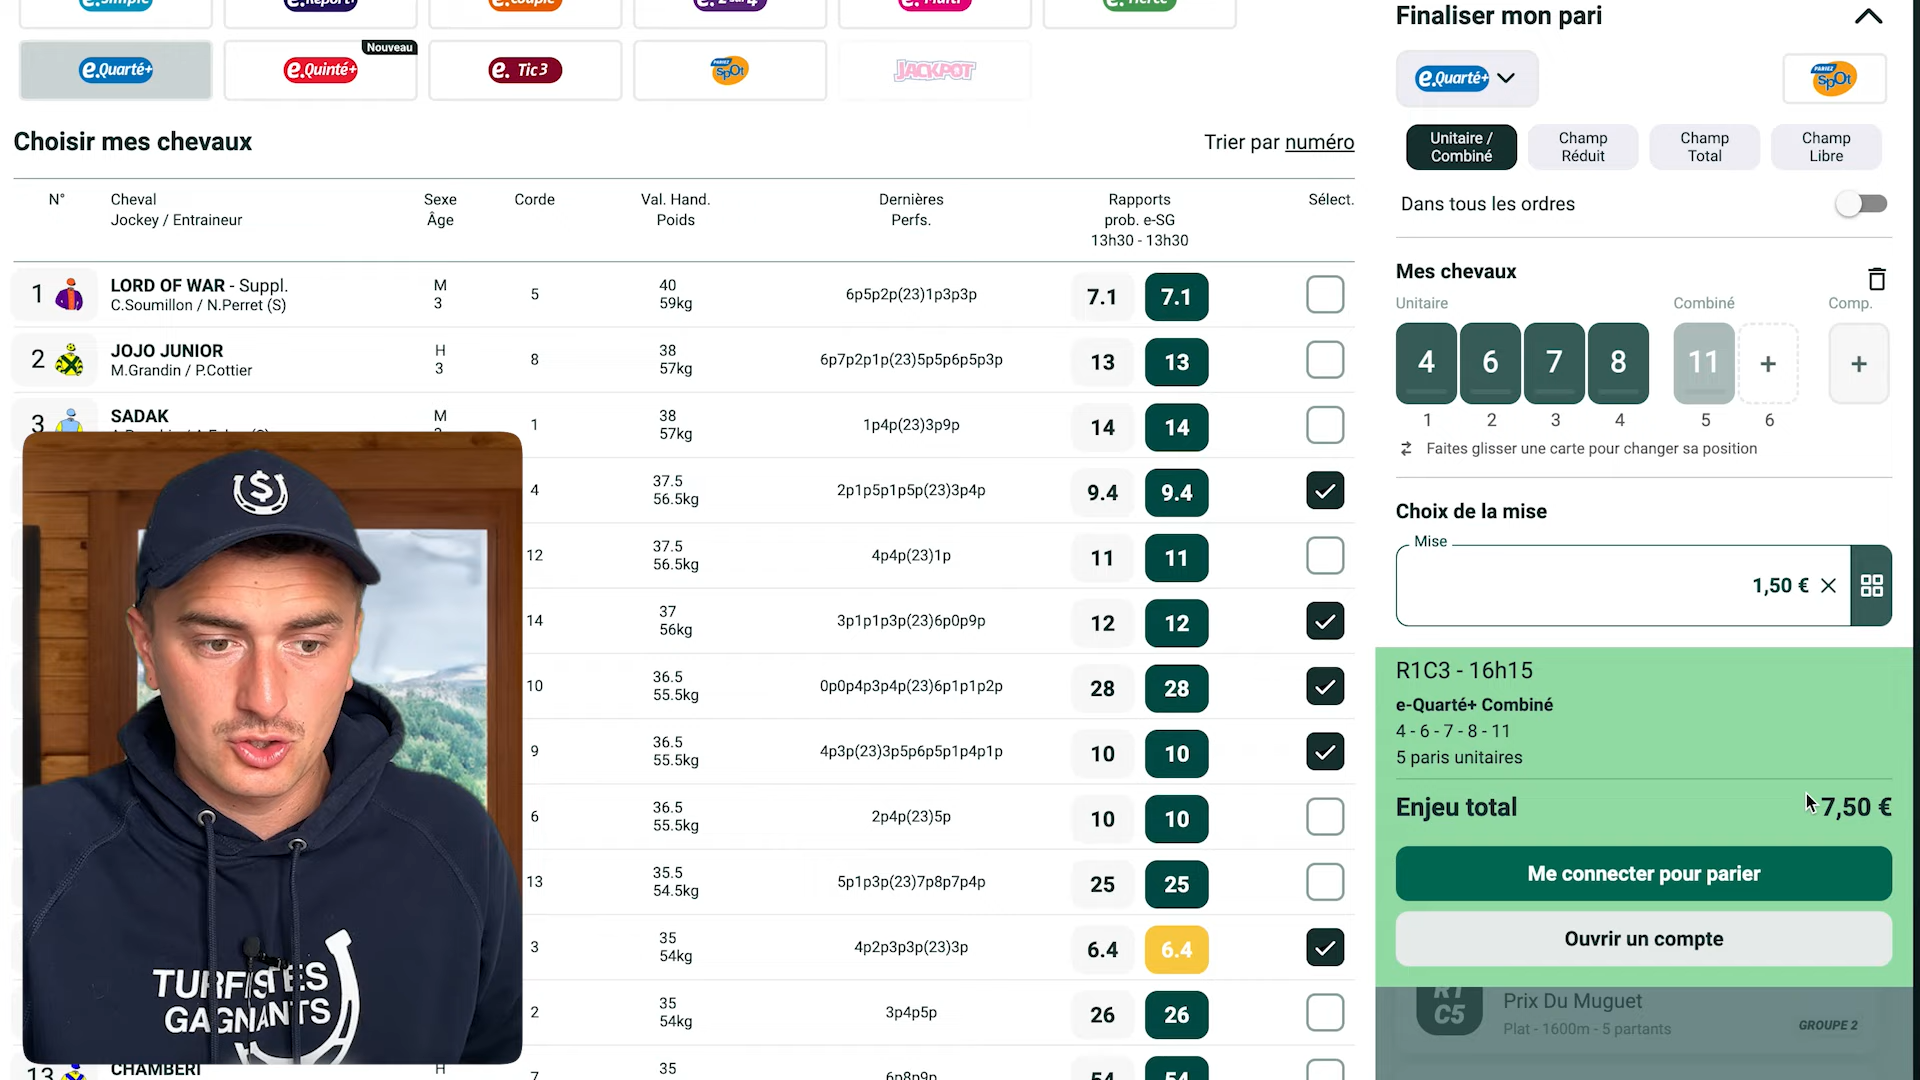 e.Simple
e.Report+
e.Couplé
e.2sur4
e.Multi
e.Tiercé
e.Quarté+
Nouveau
e.Quinté+
e. Tic 3
PARIEZ SpOt
JACKPOT
Choisir mes chevaux
Trier par numéro
N°
Cheval
Jockey / Entraineur
Sexe
Âge
Corde
Val. Hand.
Poids
Dernières
Perfs.
Rapports
prob. e-SG
13h30 - 13h30
Sélect.
1
LORD OF WAR - Suppl.
C.Soumillon / N.Perret (S)
M
3
5
40
59kg
6p5p2p(23)1p3p3p
7.1
7.1
2
JOJO JUNIOR
M.Grandin / P.Cottier
H
3
8
38
57kg
6p7p2p1p(23)5p5p6p5p3p
13
13
3
SADAK
M
1
38
57kg
1p4p(23)3p9p
14
14
4
37.5
56.5kg
2p1p5p1p5p(23)3p4p
9.4
9.4
12
37.5
56.5kg
4p4p(23)1p
11
11
14
37
56kg
3p1p1p3p(23)6p0p9p
12
12
10
36.5
55.5kg
0p0p4p3p4p(23)6p1p1p2p
28
28
9
36.5
55.5kg
4p3p(23)3p5p6p5p1p4p1p
10
10
6
36.5
55.5kg
2p4p(23)5p
10
10
13
35.5
54.5kg
5p1p3p(23)7p8p7p4p
25
25
3
35
54kg
4p2p3p3p(23)3p
6.4
6.4
2
35
54kg
3p4p5p
26
26
13
CHAMBERI
H
7
35
6p8p9p
54
54
$
TURFISTES
GAGNANTS
Finaliser mon pari
e.Quarté+
PARIEZ SpOt
Unitaire /
Combiné
Champ
Réduit
Champ
Total
Champ
Libre
Dans tous les ordres
Mes chevaux
Unitaire
Combiné
Comp.
4
6
7
8
11
+
+
1
2
3
4
5
6
Faites glisser une carte pour changer sa position
Choix de la mise
Mise
1,50 €
R1C3 - 16h15
e-Quarté+ Combiné
4 - 6 - 7 - 8 - 11
5 paris unitaires
Enjeu total
7,50 €
Me connecter pour parier
Ouvrir un compte
R1
C5
Prix Du Muguet
Plat - 1600m - 5 partants
GROUPE 2